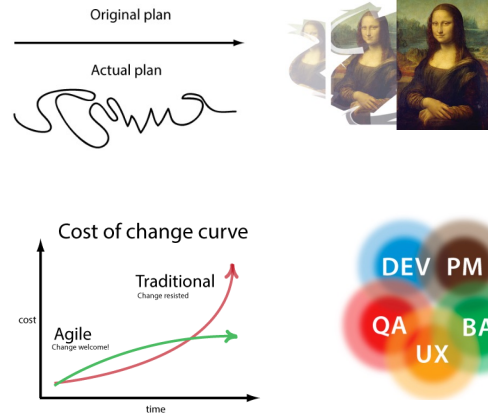 Original plan
Actual plan
Cost of change curve
Traditional
Change resisted
cost
Agile
Change welcome!
time
DEV PM
QA
BA
UX